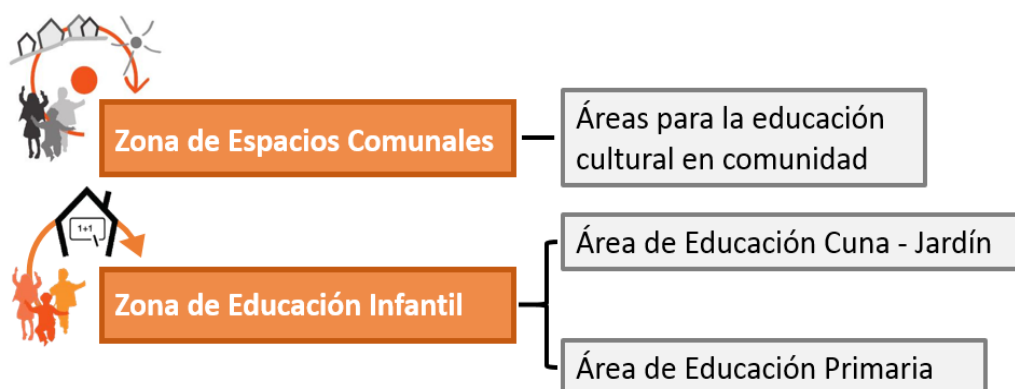 Zona de Espacios Comunales
Áreas para la educación
cultural en comunidad
1+1
Zona de Educación Infantil
Área de Educación Cuna - Jardín
Área de Educación Primaria